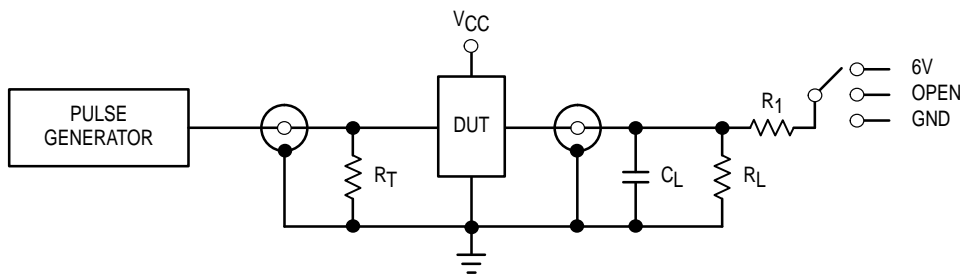 VCC
PULSE
GENERATOR
DUT
RT
CL
RL
R1
6V
OPEN
GND